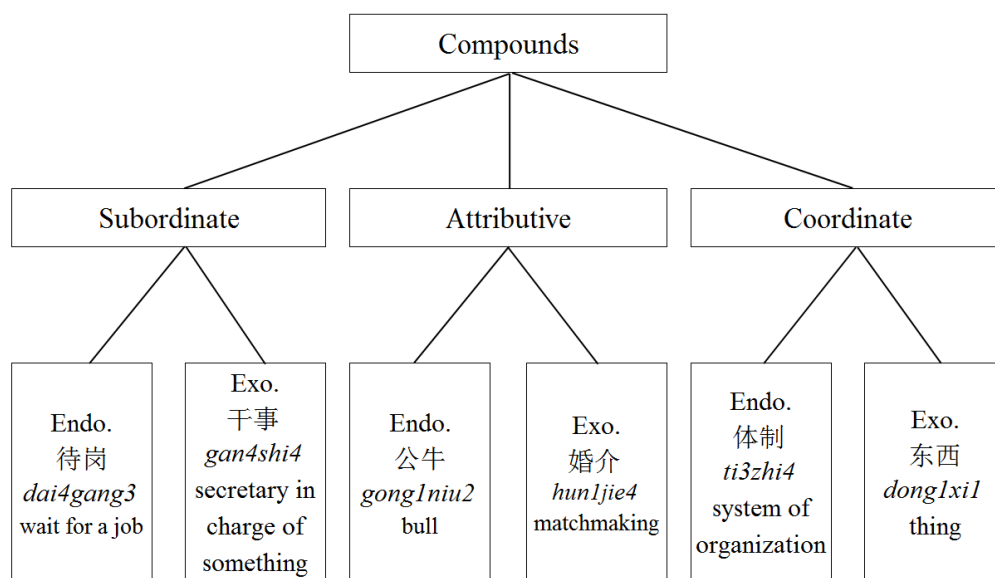 Compounds
Subordinate
Attributive
Coordinate
Endo.
待岗
dai4gang3
wait for a job
Exo.
干事
gan4shi4
secretary in
charge of
something
Endo.
公牛
gong1niu2
bull
Exo.
婚介
hun1jie4
matchmaking
Endo.
体制
ti3zhi4
system of
organization
Exo.
东西
dong1xi1
thing